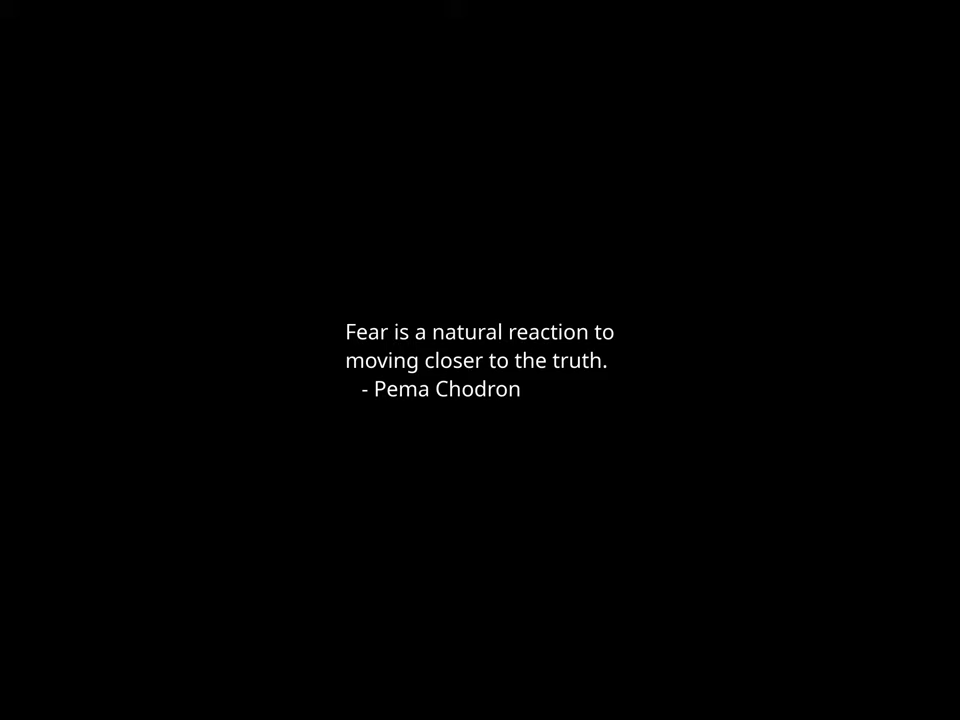 Fear is a natural reaction to
moving closer to the truth.
- Pema Chodron